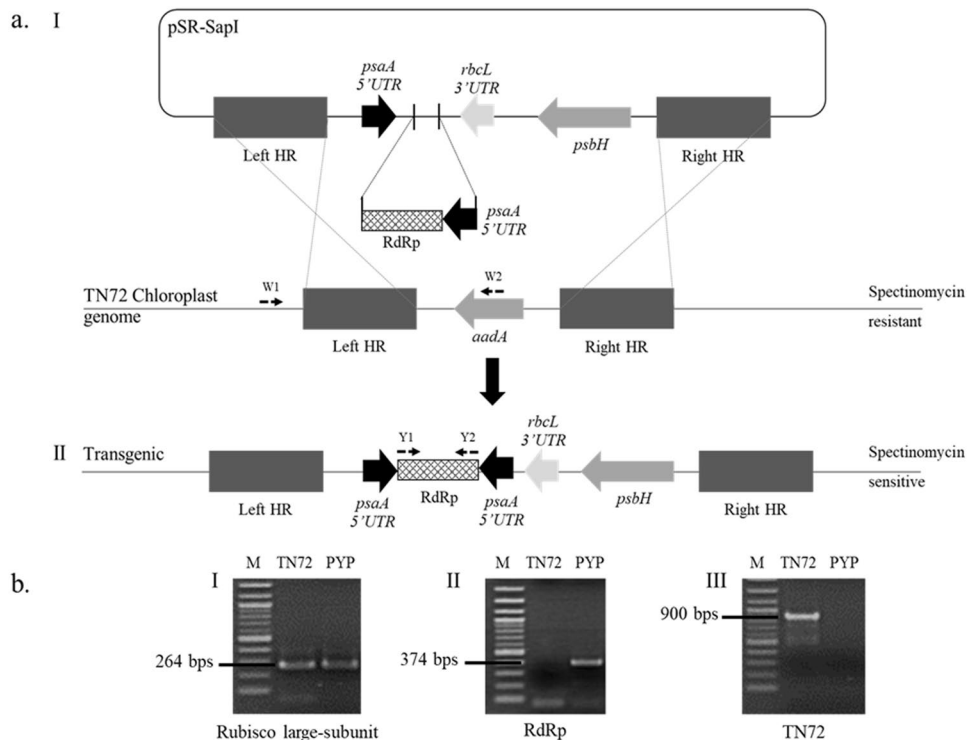 a.
I
pSR-SapI
psaA
5’UTR
rbcL
3’UTR
psbH
Left HR
Right HR
RdRp
psaA
5’UTR
W1
W2
TN72 Chloroplast
genome
Spectinomycin
resistant
Left HR
aadA
Right HR
II
Transgenic
Y1
Y2
rbcL
3’UTR
Spectinomycin
sensitive
Left HR
psaA
5’UTR
RdRp
psaA
5’UTR
psbH
Right HR
b.
I
M TN72 PYP
264 bps
Rubisco large-subunit
II
M TN72 PYP
374 bps
RdRp
III
M TN72 PYP
900 bps
TN72